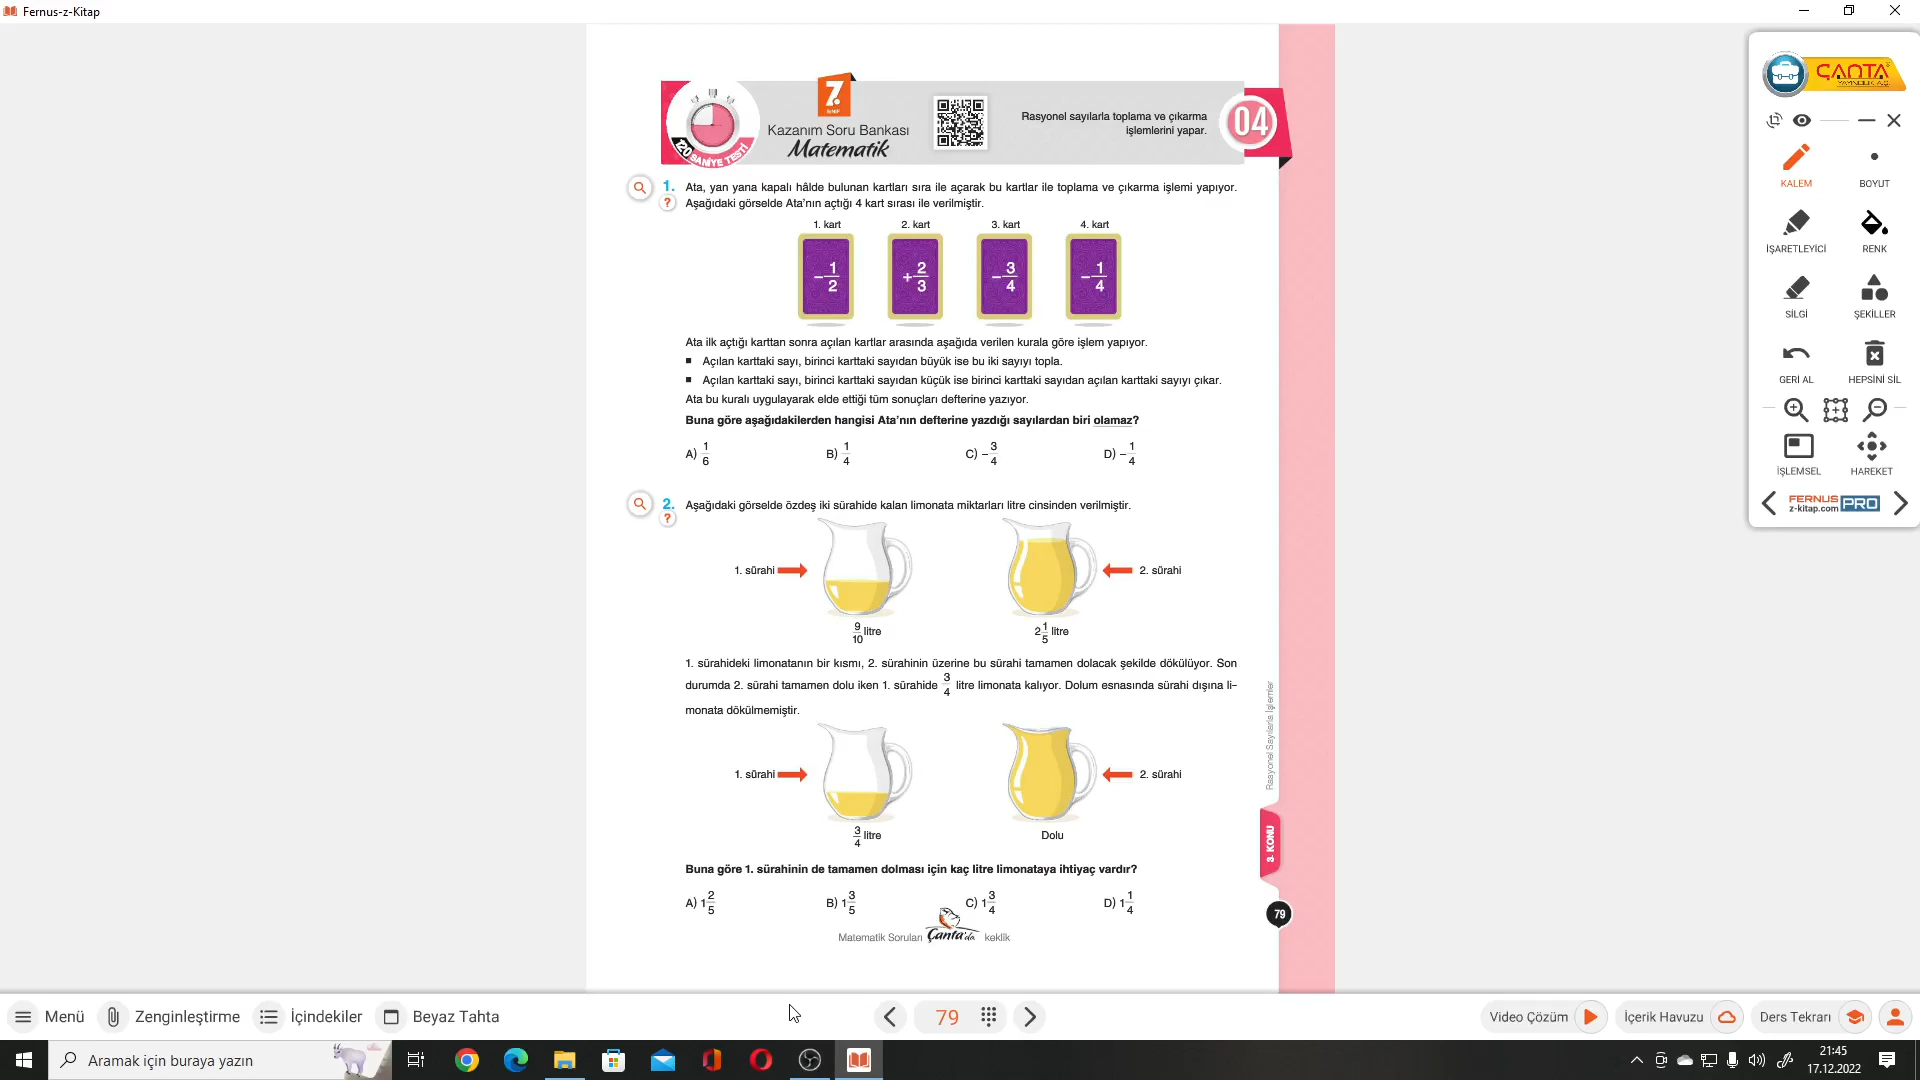 Fernus-z-Kitap
7.
SINIF
Kazanım Soru Bankası
Matematik
120 SANİYE TESTİ
Rasyonel sayılarla toplama ve çıkarma
işlemlerini yapar.
04
1. Ata, yan yana kapalı hâlde bulunan kartları sıra ile açarak bu kartlar ile toplama ve çıkarma işlemi yapıyor.
? Aşağıdaki görselde Ata'nın açtığı 4 kart sırası ile verilmiştir.
1. kart 2. kart 3. kart 4. kart
-1/2 +2/3 -3/4 -1/4
Ata ilk açtığı karttan sonra açılan kartlar arasında aşağıda verilen kurala göre işlem yapıyor.
▪ Açılan karttaki sayı, birinci karttaki sayıdan büyük ise bu iki sayıyı topla.
▪ Açılan karttaki sayı, birinci karttaki sayıdan küçük ise birinci karttaki sayıdan açılan karttaki sayıyı çıkar.
Ata bu kuralı uygulayarak elde ettiği tüm sonuçları defterine yazıyor.
Buna göre aşağıdakilerden hangisi Ata'nın defterine yazdığı sayılardan biri olamaz?
A) 1/6 B) 1/4 C) -3/4 D) -1/4
2. Aşağıdaki görselde özdeş iki sürahide kalan limonata miktarları litre cinsinden verilmiştir.
?
1. sürahi 2. sürahi
9/10 litre 2 1/5 litre
1. sürahideki limonatanın bir kısmı, 2. sürahinin üzerine bu sürahi tamamen dolacak şekilde dökülüyor. Son
durumda 2. sürahi tamamen dolu iken 1. sürahide 3/4 litre limonata kalıyor. Dolum esnasında sürahi dışına li-
monata dökülmemiştir.
1. sürahi 2. sürahi
3/4 litre Dolu
Buna göre 1. sürahinin de tamamen dolması için kaç litre limonataya ihtiyaç vardır?
A) 1 2/5 B) 1 3/5 C) 1 3/4 D) 1 1/4
Matematik Soruları Çanta'da keklik
Rasyonel Sayılarla İşlemler
3. KONU
79
ÇANTA
YAYINCILIK A.Ş.
KALEM BOYUT
İŞARETLEYİCİ RENK
SİLGİ ŞEKİLLER
GERİ AL HEPSİNİ SİL
İŞLEMSEL HAREKET
FERNUS
z-kitap.com PRO
Menü Zenginleştirme İçindekiler Beyaz Tahta 79 Video Çözüm İçerik Havuzu Ders Tekrarı
Aramak için buraya yazın
21:45
17.12.2022